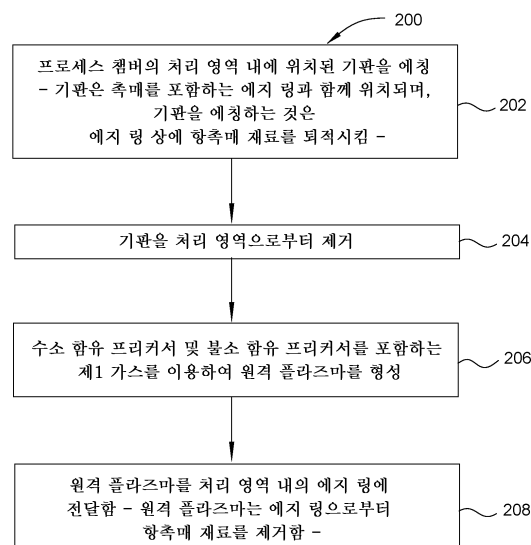 200
프로세스 챔버의 처리 영역 내에 위치된 기판을 에칭
- 기판은 촉매를 포함하는 에지 링과 함께 위치되며,
기판을 에칭하는 것은
에지 링 상에 항촉매 재료를 퇴적시킴 -
202
기판을 처리 영역으로부터 제거
204
수소 함유 프리커서 및 불소 함유 프리커서를 포함하는
제1 가스를 이용하여 원격 플라즈마를 형성
206
원격 플라즈마를 처리 영역 내의 에지 링에
전달함 - 원격 플라즈마는 에지 링으로부터
항촉매 재료를 제거함 -
208